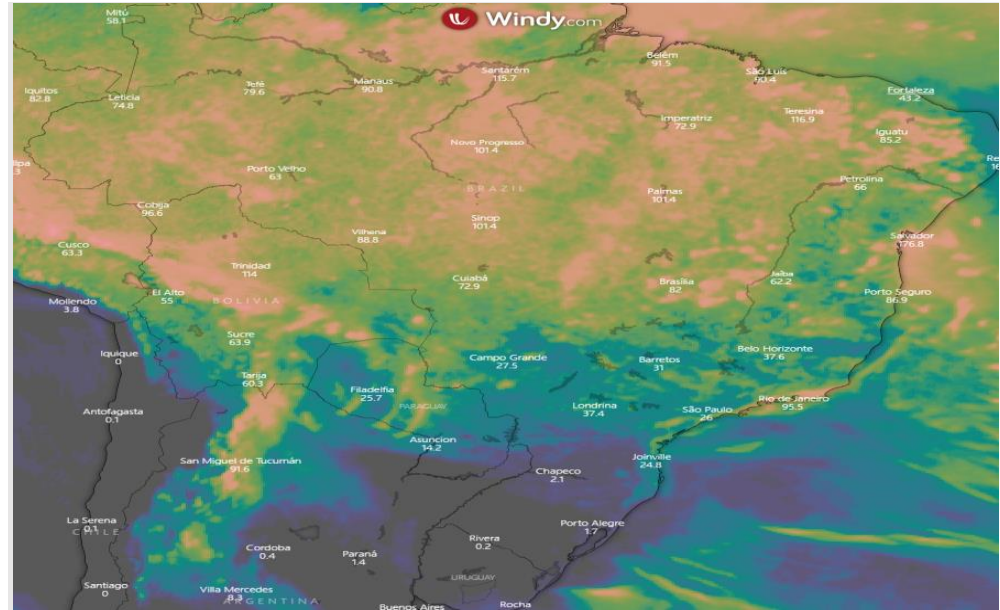 Windy.com
Mitú
58.1
Belém
91.5
Santarém
115.7
São Luís
90.4
Iquitos
82.8
Leticia
74.8
Tefé
79.6
Manaus
90.8
Fortaleza
43.2
Imperatriz
72.9
Teresina
116.9
Iguatu
85.2
Novo Progresso
101.4
Porto Velho
63
BRAZIL
Palmas
101.4
Petrolina
66
Cobija
96.6
Sinop
101.4
Vilhena
88.8
Salvador
176.8
Cusco
63.3
Trinidad
114
Cuiabá
72.9
Brasília
82
Jaíba
62.2
Porto Seguro
86.9
El Alto
55
BOLIVIA
Mollendo
3.8
Sucre
63.9
Iquique
0
Campo Grande
27.5
Barretos
31
Belo Horizonte
37.6
Tarija
60.3
Filadelfia
25.7
PARAGUAY
Londrina
37.4
São Paulo
26
Rio de Janeiro
95.5
Antofagasta
0.1
Asuncion
14.2
Joinville
24.8
San Miguel de Tucumán
91.6
Chapeco
2.1
La Serena
0.1
CHILE
Porto Alegre
1.7
Rivera
0.2
Cordoba
0.4
Paraná
1.4
URUGUAY
Santiago
0
Villa Mercedes
8.3
ARGENTINA
Buenos Aires
Rocha